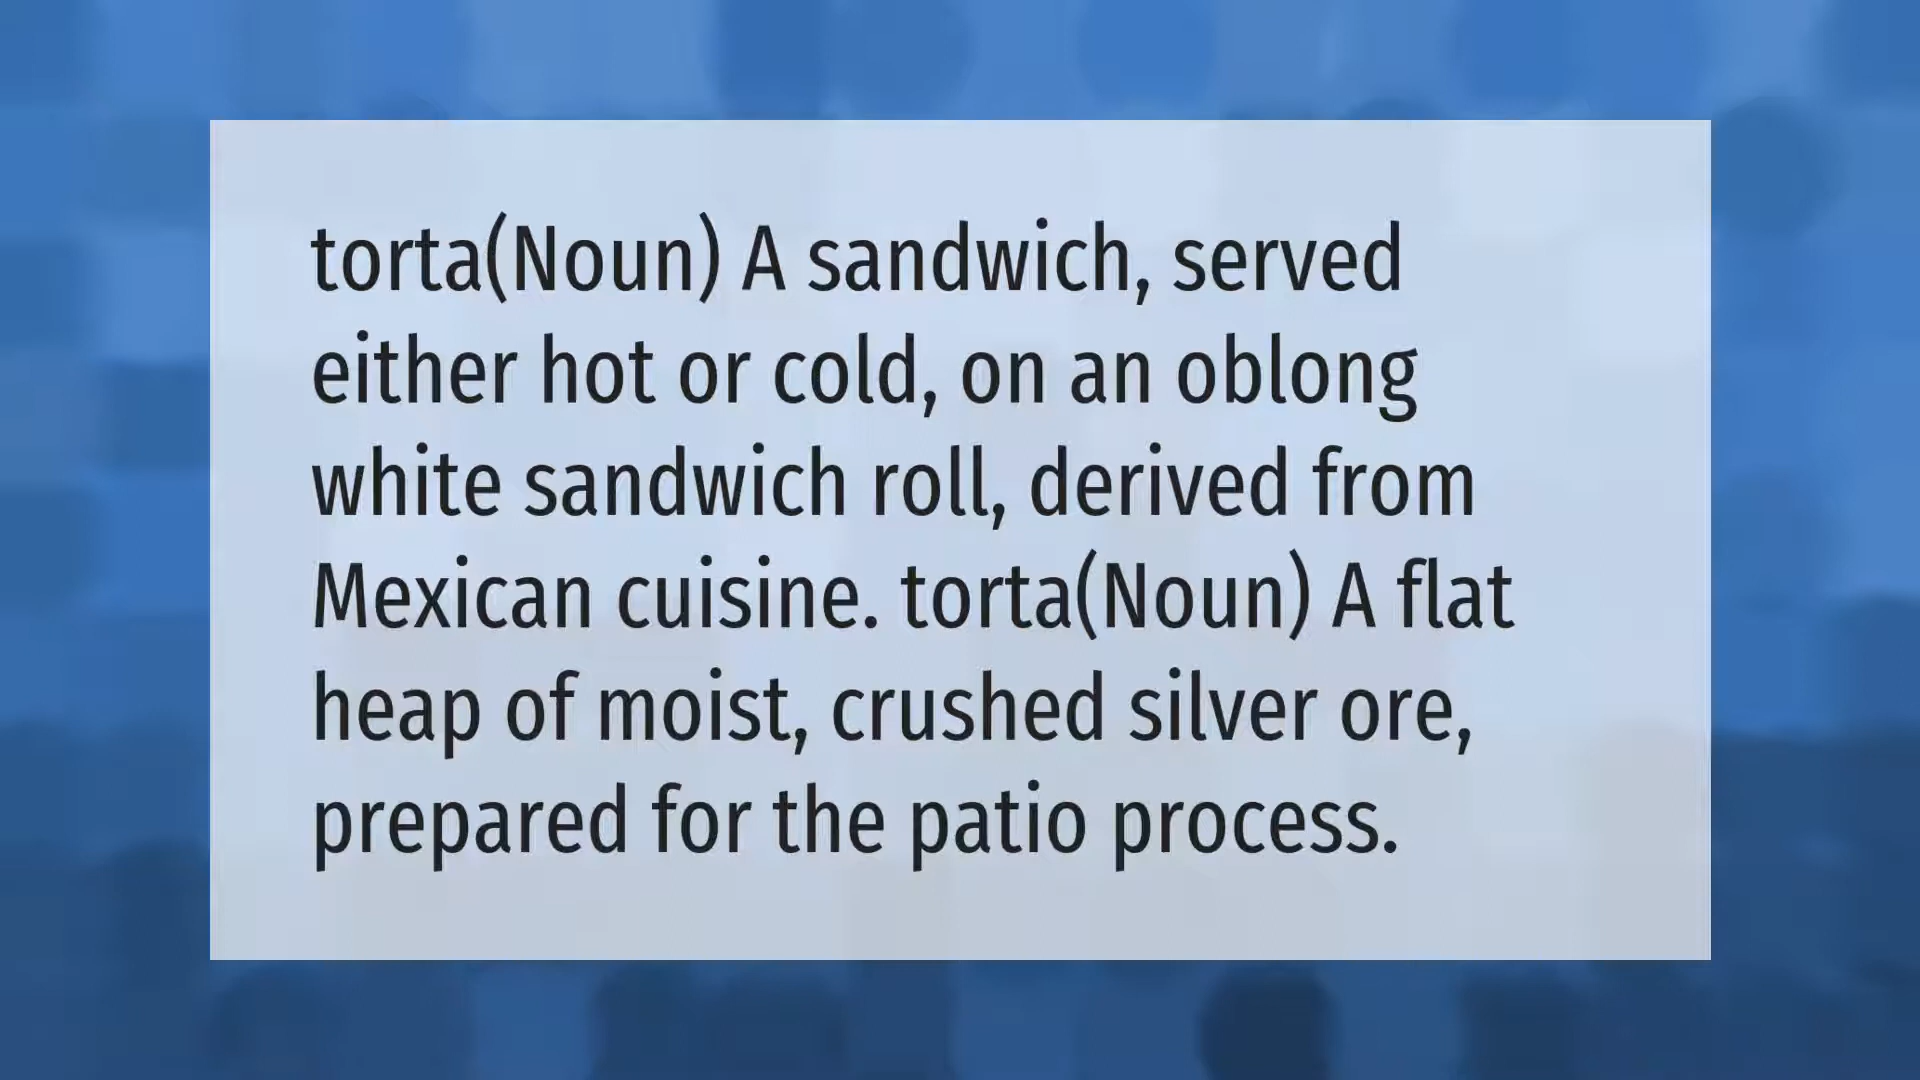 torta(Noun) A sandwich, served
either hot or cold, on an oblong
white sandwich roll, derived from
Mexican cuisine. torta(Noun) A flat
heap of moist, crushed silver ore,
prepared for the patio process.